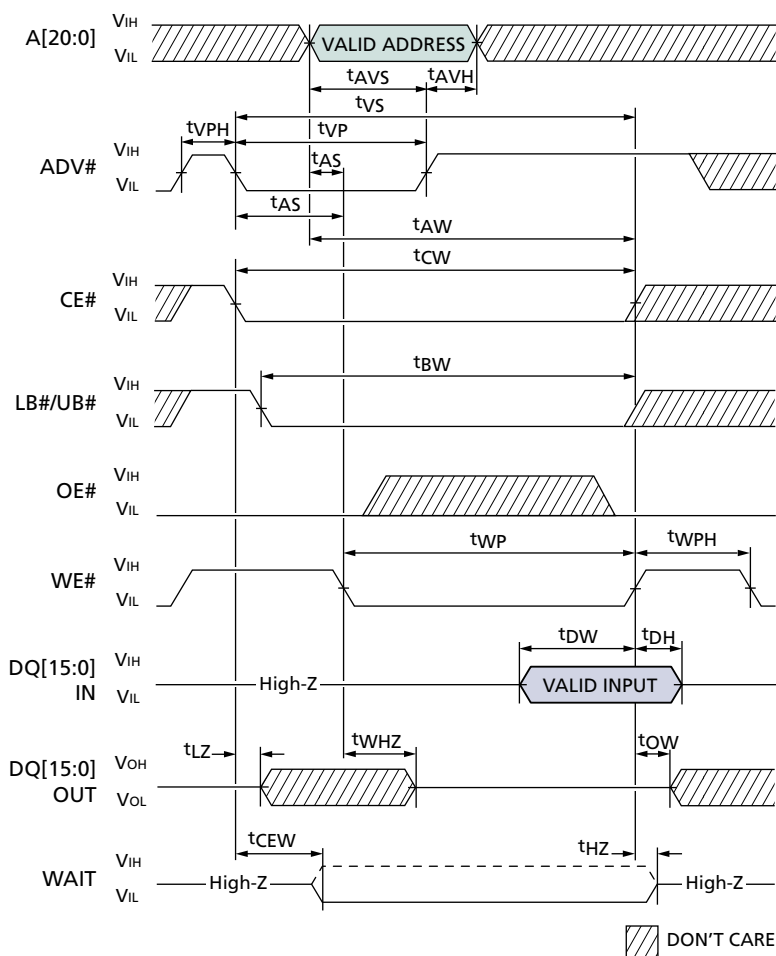 A[20:0]
VIH
VIL
VALID ADDRESS
tAVS
tAVH
tVS
tVPH
tVP
ADV#
VIH
VIL
tAS
tAS
tAW
tCW
CE#
VIH
VIL
tBW
LB#/UB#
VIH
VIL
OE#
VIH
VIL
tWP
tWPH
WE#
VIH
VIL
tDW
tDH
DQ[15:0]
IN
VIH
VIL
High-Z
VALID INPUT
tLZ
tWHZ
tOW
DQ[15:0]
OUT
VOH
VOL
tCEW
tHZ
WAIT
VIH
VIL
High-Z
High-Z
DON'T CARE